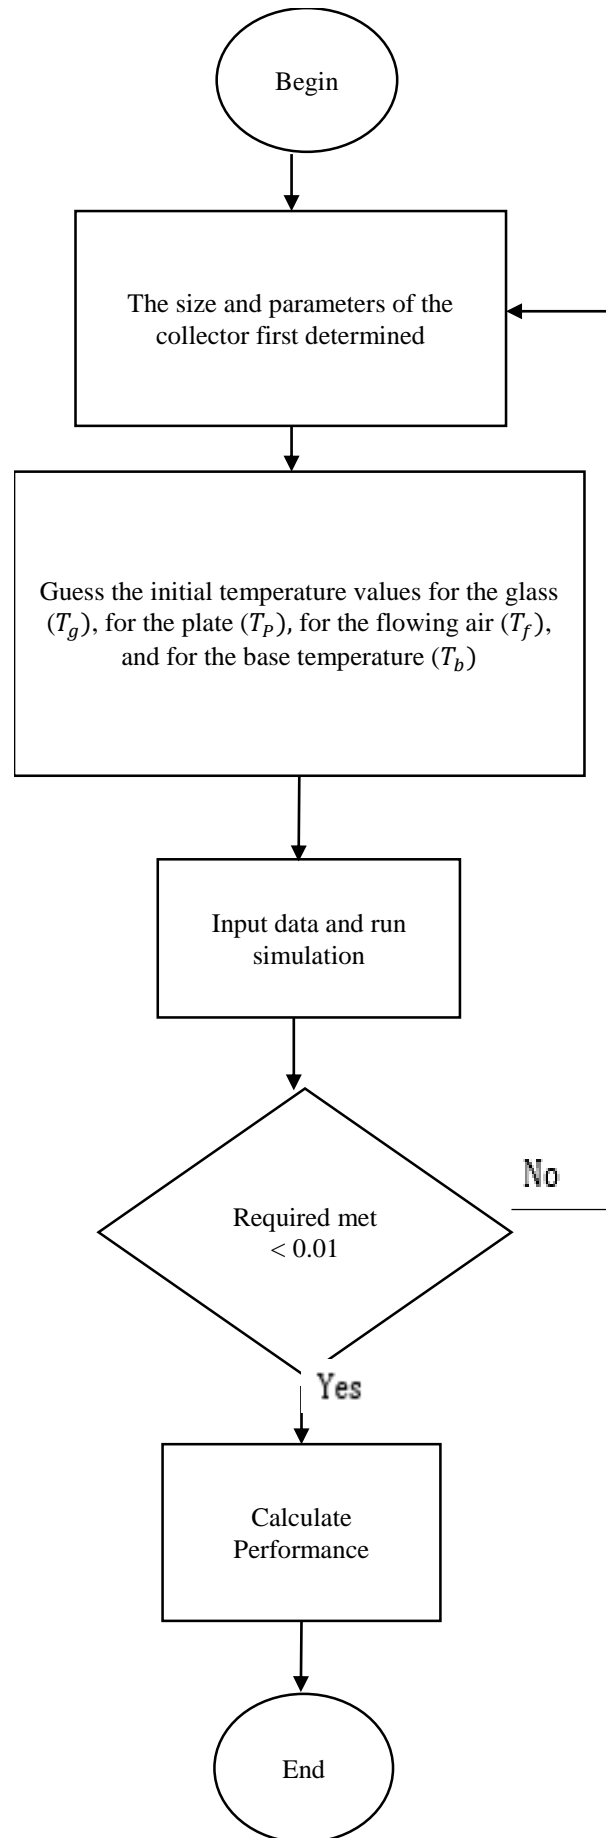 Begin
The size and parameters of the
collector first determined
Guess the initial temperature values for the glass
(T_g), for the plate (T_P), for the flowing air (T_f),
and for the base temperature (T_b)
Input data and run
simulation
No
Required met
< 0.01
Yes
Calculate
Performance
End